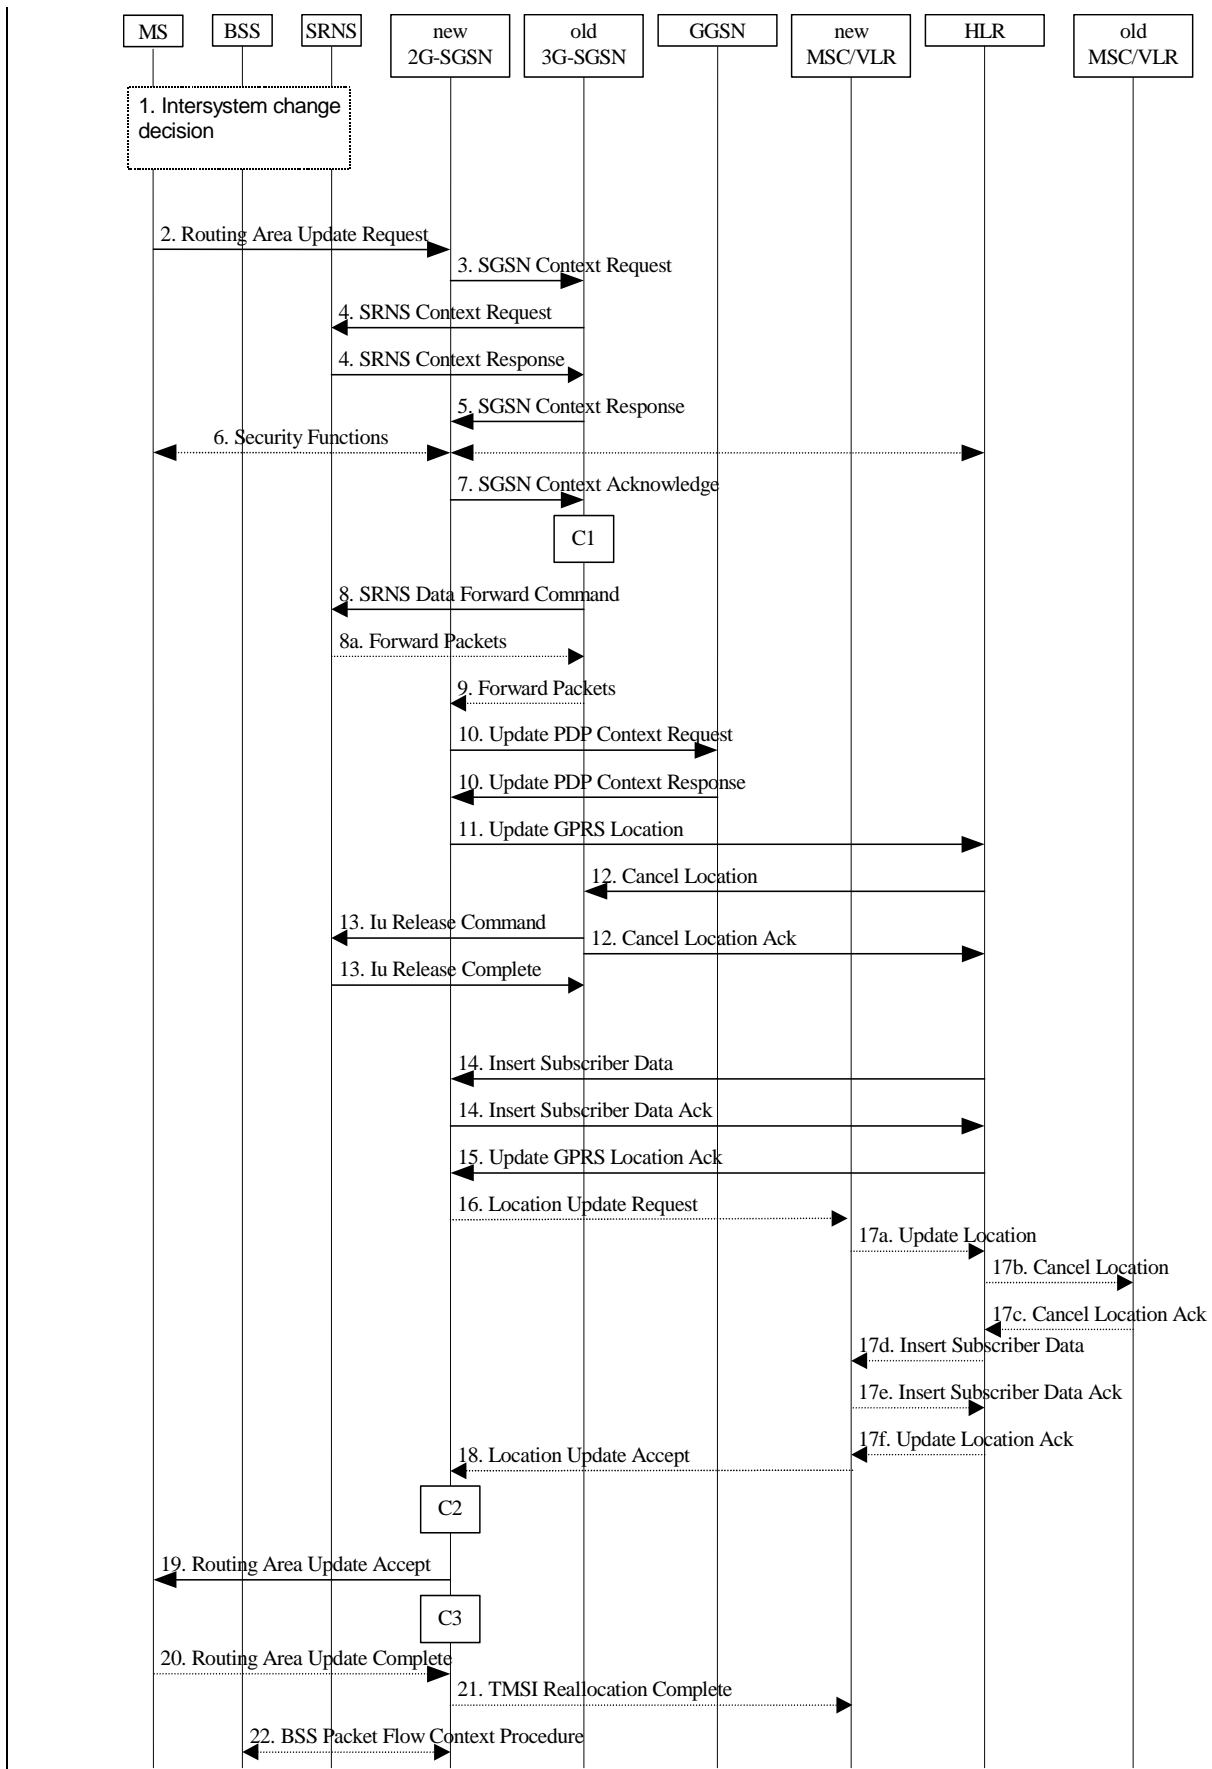 MS
BSS
SRNS
new
2G-SGSN
old
3G-SGSN
GGSN
new
MSC/VLR
HLR
old
MSC/VLR
1. Intersystem change
decision
2. Routing Area Update Request
3. SGSN Context Request
4. SRNS Context Request
4. SRNS Context Response
5. SGSN Context Response
6. Security Functions
7. SGSN Context Acknowledge
C1
8. SRNS Data Forward Command
8a. Forward Packets
9. Forward Packets
10. Update PDP Context Request
10. Update PDP Context Response
11. Update GPRS Location
12. Cancel Location
13. Iu Release Command
12. Cancel Location Ack
13. Iu Release Complete
14. Insert Subscriber Data
14. Insert Subscriber Data Ack
15. Update GPRS Location Ack
16. Location Update Request
17a. Update Location
17b. Cancel Location
17c. Cancel Location Ack
17d. Insert Subscriber Data
17e. Insert Subscriber Data Ack
17f. Update Location Ack
18. Location Update Accept
C2
19. Routing Area Update Accept
C3
20. Routing Area Update Complete
21. TMSI Reallocation Complete
22. BSS Packet Flow Context Procedure